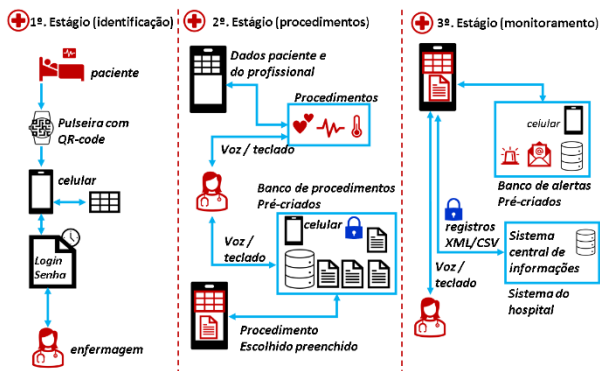 1º. Estágio (identificação)
paciente
Pulseira com
QR-code
celular
Login
Senha
enfermagem
2º. Estágio (procedimentos)
Dados paciente e
do profissional
Procedimentos
Voz / teclado
Banco de procedimentos
Pré-criados
celular
Voz /
teclado
Procedimento
Escolhido preenchido
3º. Estágio (monitoramento)
celular
@
Banco de alertas
Pré-criados
registros
XML/CSV
Voz /
teclado
Sistema
central de
informações
Sistema do
hospital